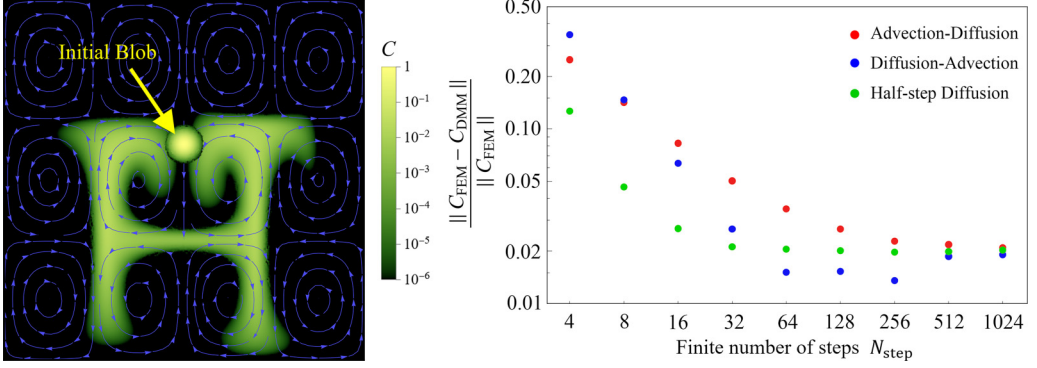 Initial Blob
C
1
10⁻¹
10⁻²
10⁻³
10⁻⁴
10⁻⁵
10⁻⁶
|| C_FEM − C_DMM ||
|| C_FEM ||
0.50
0.20
0.10
0.05
0.02
0.01
Advection-Diffusion
Diffusion-Advection
Half-step Diffusion
4 8 16 32 64 128 256 512 1024
Finite number of steps N_step